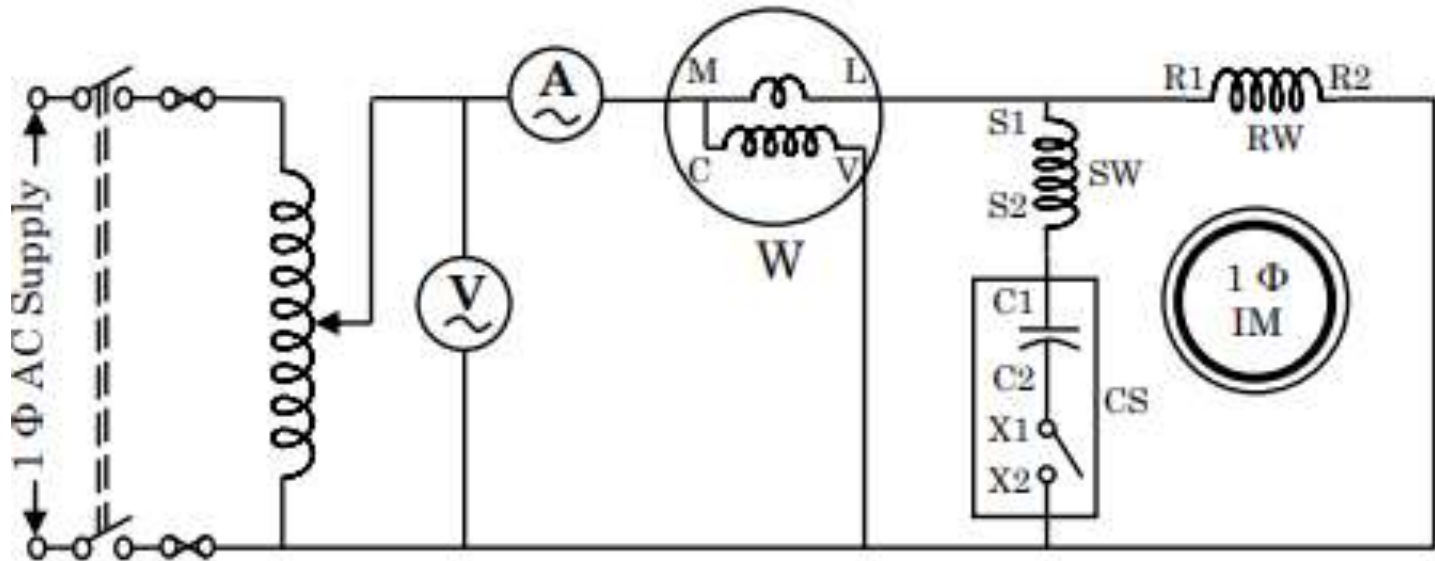 1 Φ AC Supply
A
V
M
L
C
V
W
S1
S2
SW
R1
R2
RW
C1
C2
X1
X2
CS
1 Φ
IM